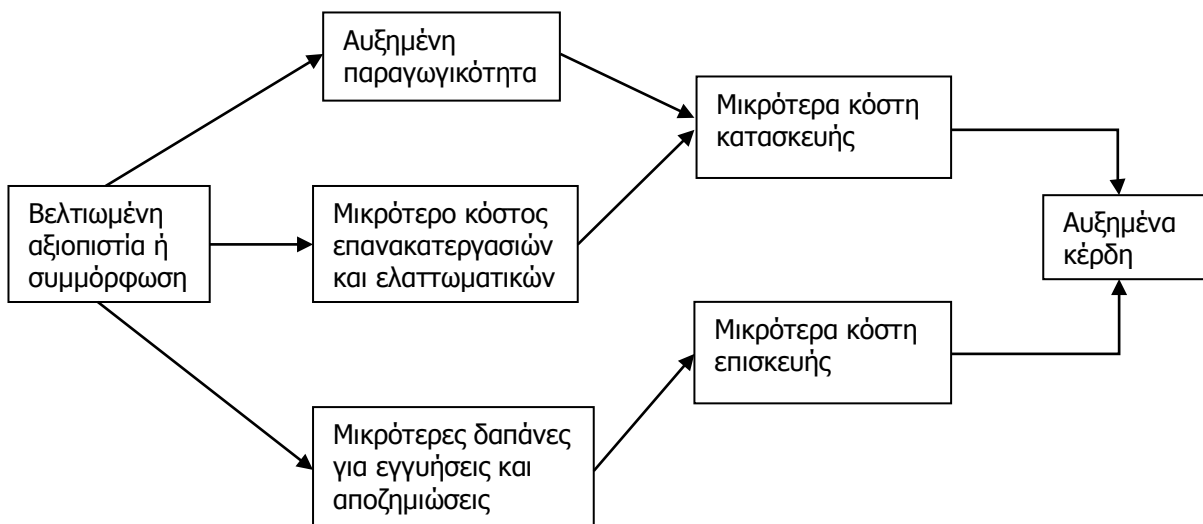 Αυξημένη
παραγωγικότητα
Μικρότερα κόστη
κατασκευής
Βελτιωμένη
αξιοπιστία ή
συμμόρφωση
Μικρότερο κόστος
επανακατεργασιών
και ελαττωματικών
Αυξημένα
κέρδη
Μικρότερα κόστη
επισκευής
Μικρότερες δαπάνες
για εγγυήσεις και
αποζημιώσεις